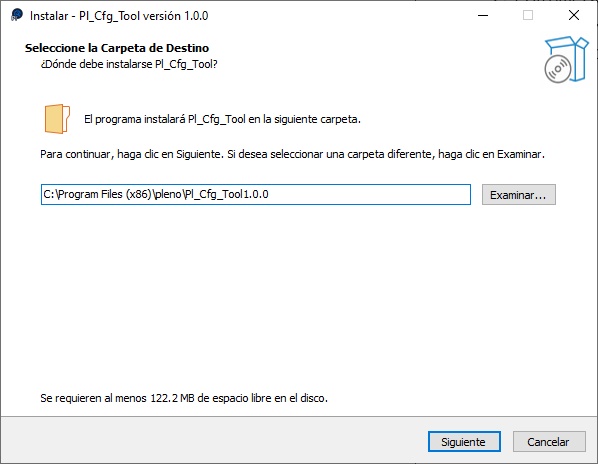 Instalar - Pl_Cfg_Tool versión 1.0.0
Seleccione la Carpeta de Destino
¿Dónde debe instalarse Pl_Cfg_Tool?
El programa instalará Pl_Cfg_Tool en la siguiente carpeta.
Para continuar, haga clic en Siguiente. Si desea seleccionar una carpeta diferente, haga clic en Examinar.
C:\Program Files (x86)\pleno\Pl_Cfg_Tool1.0.0
Examinar...
Se requieren al menos 122.2 MB de espacio libre en el disco.
Siguiente
Cancelar